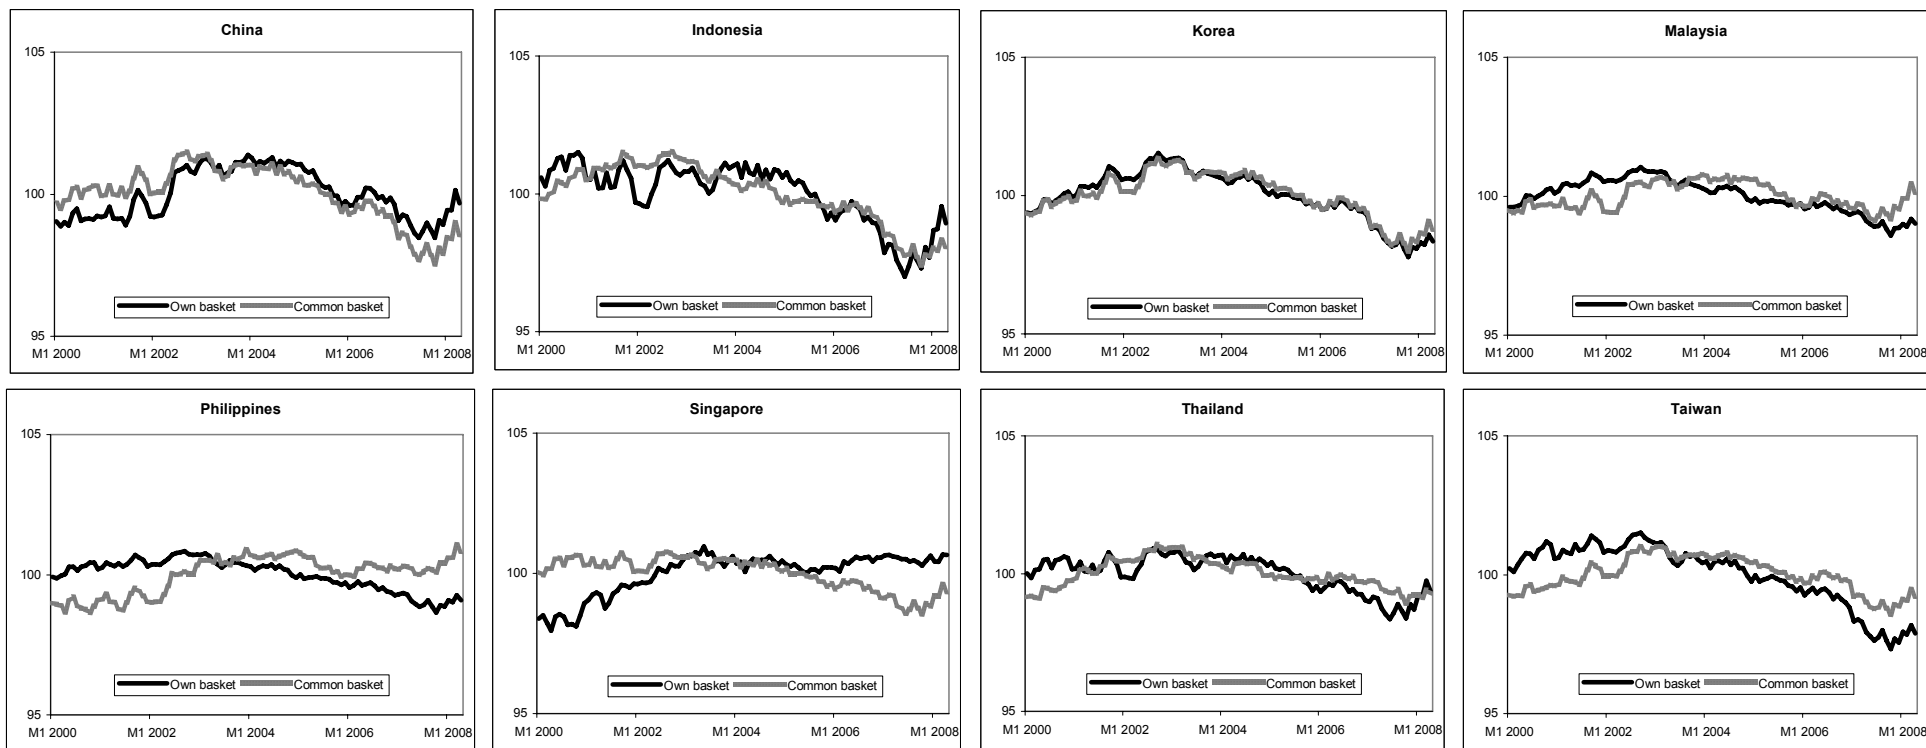 China
105
100
95
M1 2000 M1 2002 M1 2004 M1 2006 M1 2008
Own basket Common basket
Indonesia
105
100
95
M1 2000 M1 2002 M1 2004 M1 2006 M1 2008
Own basket Common basket
Korea
105
100
95
M1 2000 M1 2002 M1 2004 M1 2006 M1 2008
Own basket Common basket
Malaysia
105
100
95
M1 2000 M1 2002 M1 2004 M1 2006 M1 2008
Own basket Common basket
Philippines
105
100
95
M1 2000 M1 2002 M1 2004 M1 2006 M1 2008
Own basket Common basket
Singapore
105
100
95
M1 2000 M1 2002 M1 2004 M1 2006 M1 2008
Own basket Common basket
Thailand
105
100
95
M1 2000 M1 2002 M1 2004 M1 2006 M1 2008
Own basket Common basket
Taiwan
105
100
95
M1 2000 M1 2002 M1 2004 M1 2006 M1 2008
Own basket Common basket